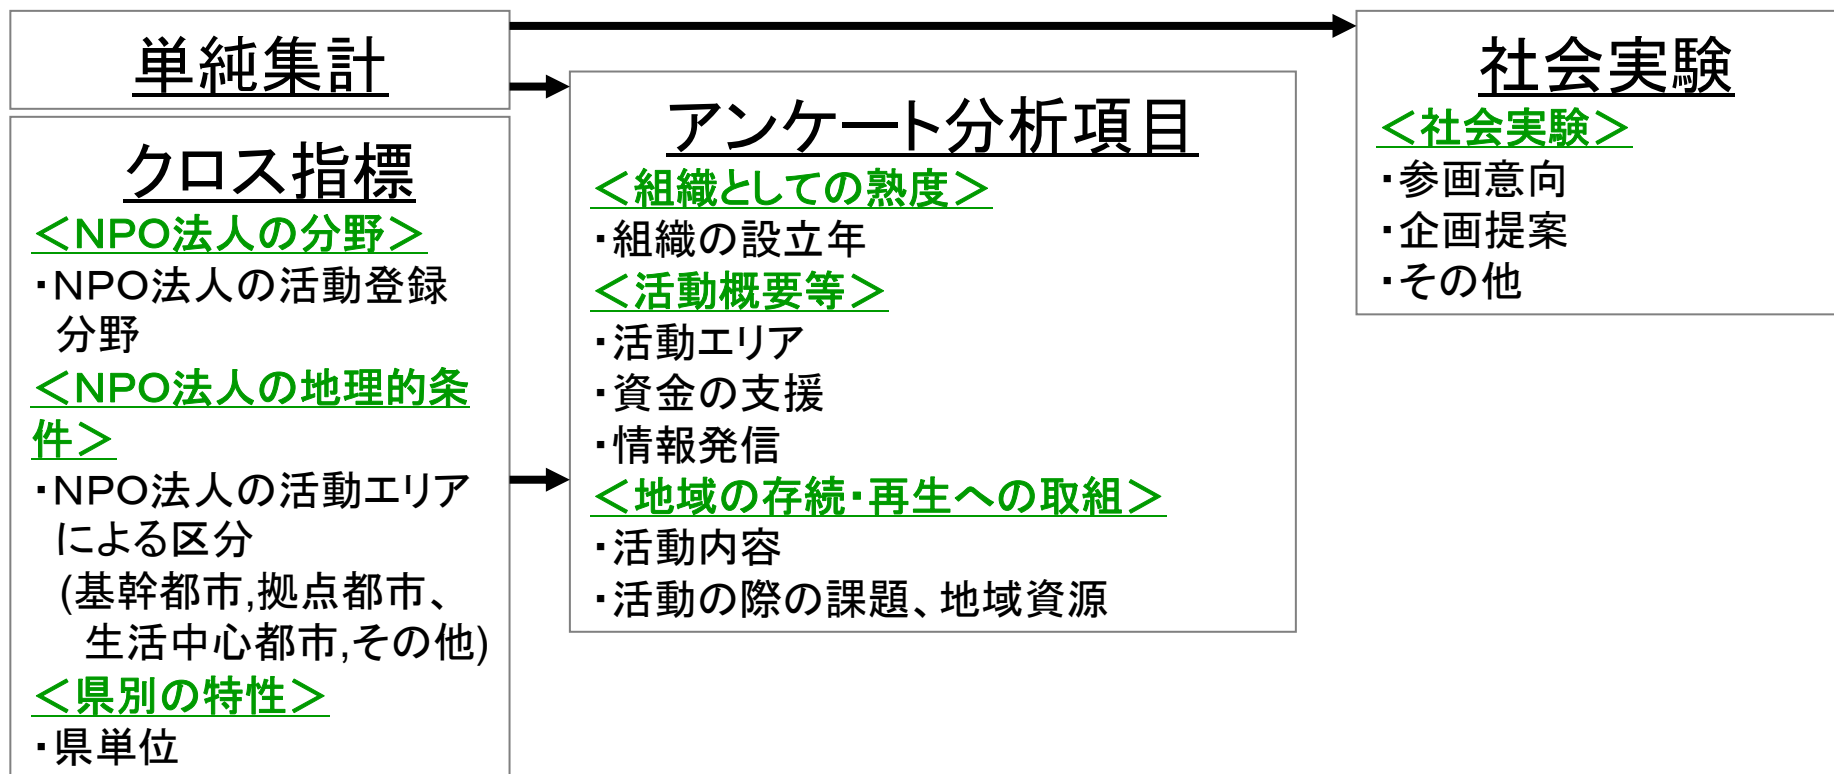 単純集計
クロス指標
＜NPO法人の分野＞
・NPO法人の活動登録
分野
＜NPO法人の地理的条
件＞
・NPO法人の活動エリア
による区分
(基幹都市,拠点都市、
生活中心都市,その他)
＜県別の特性＞
・県単位
アンケート分析項目
＜組織としての熟度＞
・組織の設立年
＜活動概要等＞
・活動エリア
・資金の支援
・情報発信
＜地域の存続・再生への取組＞
・活動内容
・活動の際の課題、地域資源
社会実験
＜社会実験＞
・参画意向
・企画提案
・その他